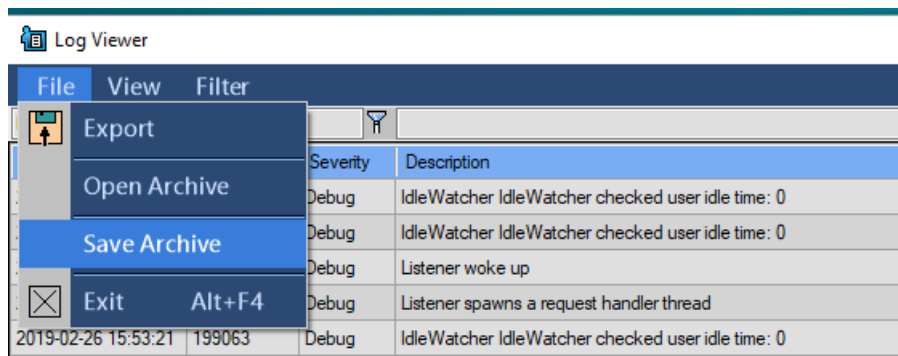 Log Viewer
File View Filter
Export
Severity Description
Open Archive
Debug IdleWatcher IdleWatcher checked user idle time: 0
Save Archive
Debug IdleWatcher IdleWatcher checked user idle time: 0
Debug Listener woke up
Exit Alt+F4
Debug Listener spawns a request handler thread
2019-02-26 15:53:21 199063 Debug IdleWatcher IdleWatcher checked user idle time: 0